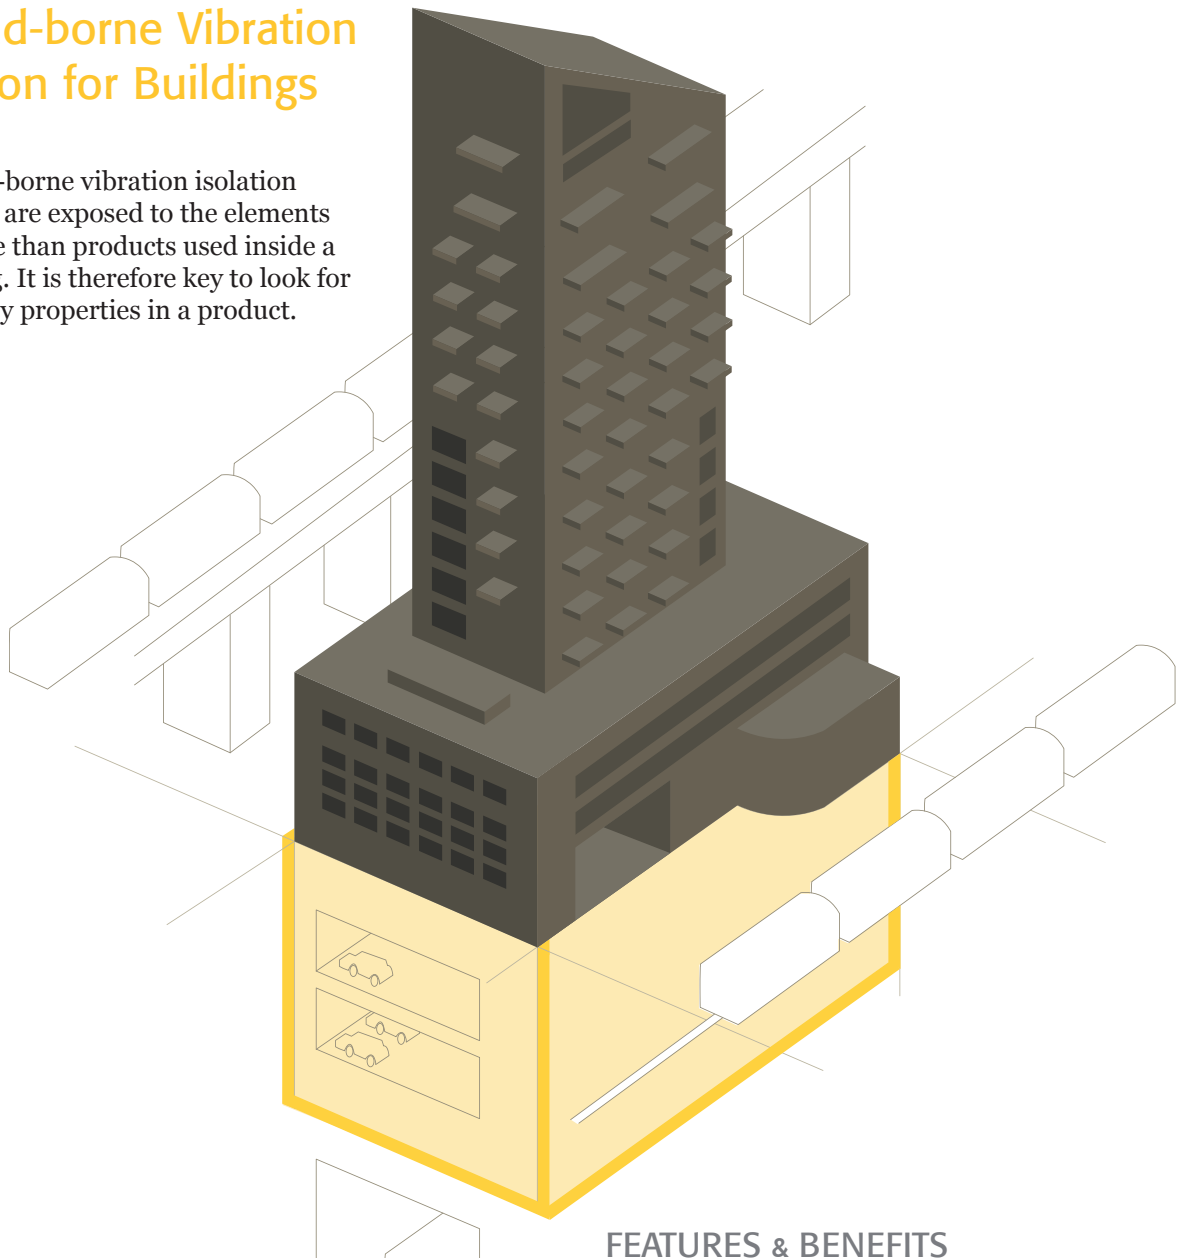 d-borne Vibration
on for Buildings
-borne vibration isolation
are exposed to the elements
e than products used inside a
g. It is therefore key to look for
y properties in a product.
FEATURES & BENEFITS